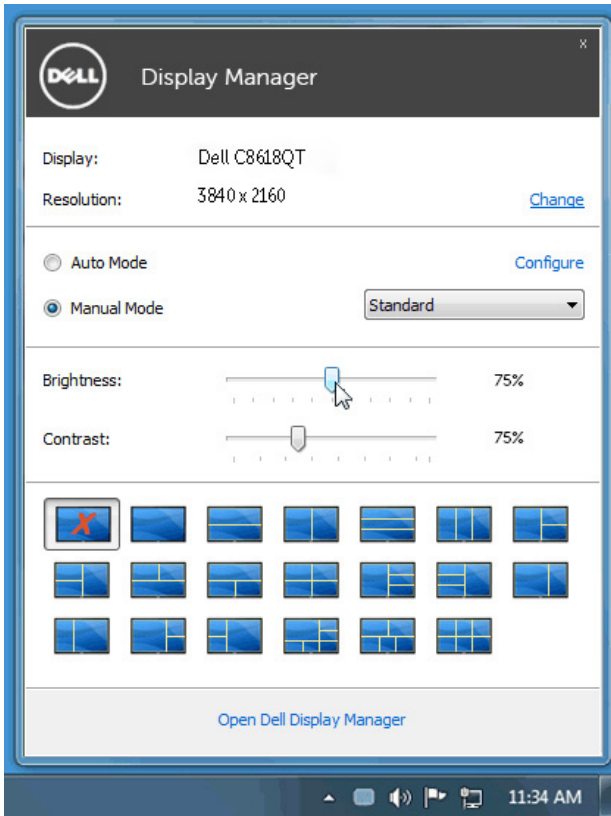 x
DELL
Display Manager
Display: Dell C8618QT
Resolution: 3840 x 2160 Change
Auto Mode Configure
Manual Mode Standard
Brightness: 75%
Contrast: 75%
X
Open Dell Display Manager
11:34 AM